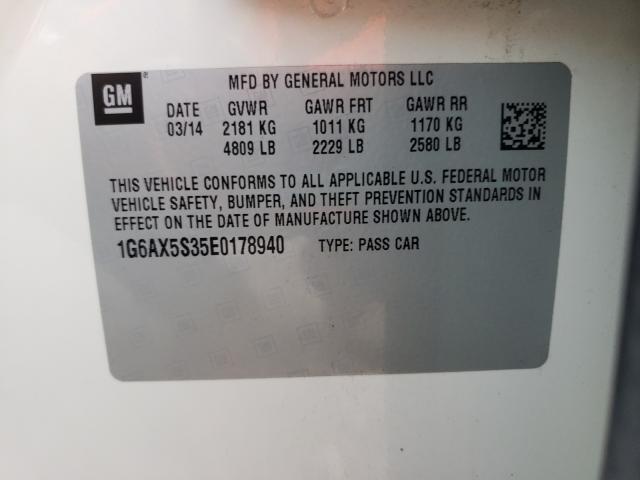 GM
MFD BY GENERAL MOTORS LLC
DATE GVWR GAWR FRT GAWR RR
03/14 2181 KG 1011 KG 1170 KG
4809 LB 2229 LB 2580 LB
THIS VEHICLE CONFORMS TO ALL APPLICABLE U.S. FEDERAL MOTOR
VEHICLE SAFETY, BUMPER, AND THEFT PREVENTION STANDARDS IN
EFFECT ON THE DATE OF MANUFACTURE SHOWN ABOVE.
1G6AX5S35E0178940 TYPE: PASS CAR